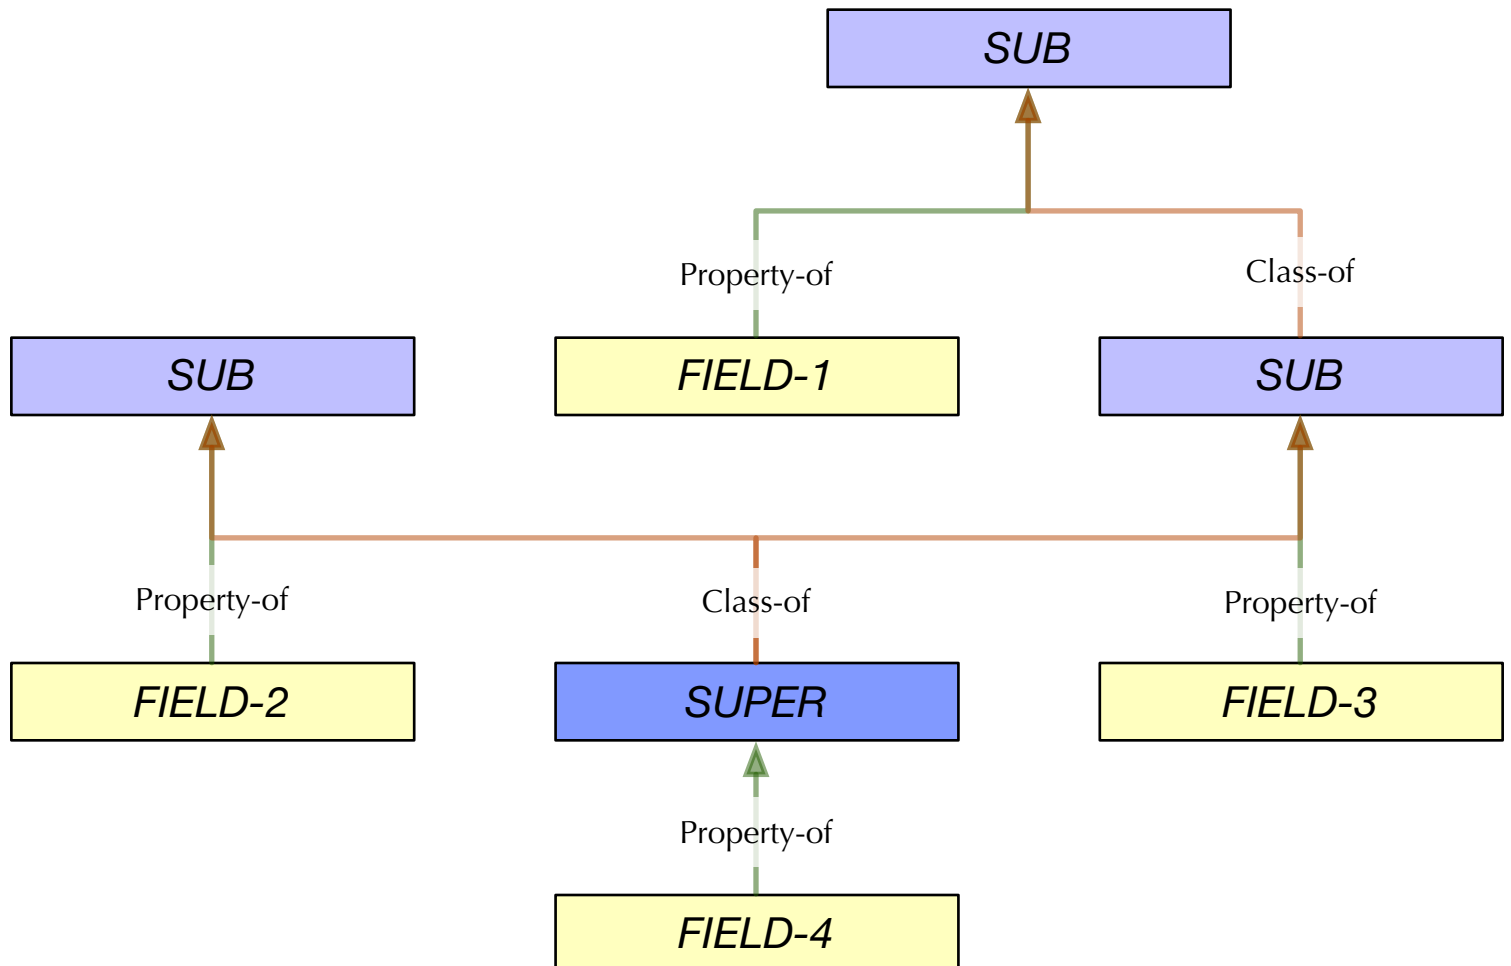 SUB
Property-of
Class-of
SUB
FIELD-1
SUB
Property-of
Class-of
Property-of
FIELD-2
SUPER
FIELD-3
Property-of
FIELD-4